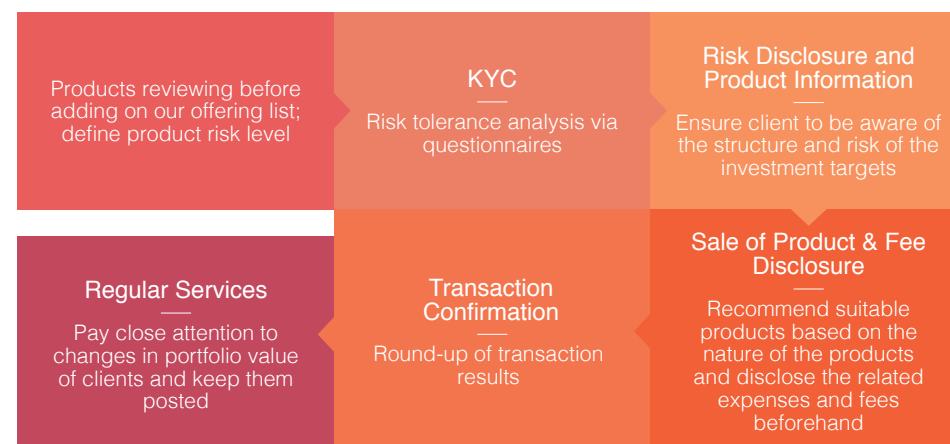 Products reviewing before
adding on our offering list;
define product risk level
KYC
Risk tolerance analysis via
questionnaires
Risk Disclosure and
Product Information
Ensure client to be aware of
the structure and risk of the
investment targets
Sale of Product & Fee
Disclosure
Recommend suitable
products based on the
nature of the products
and disclose the related
expenses and fees
beforehand
Transaction
Confirmation
Round-up of transaction
results
Regular Services
Pay close attention to
changes in portfolio value
of clients and keep them
posted